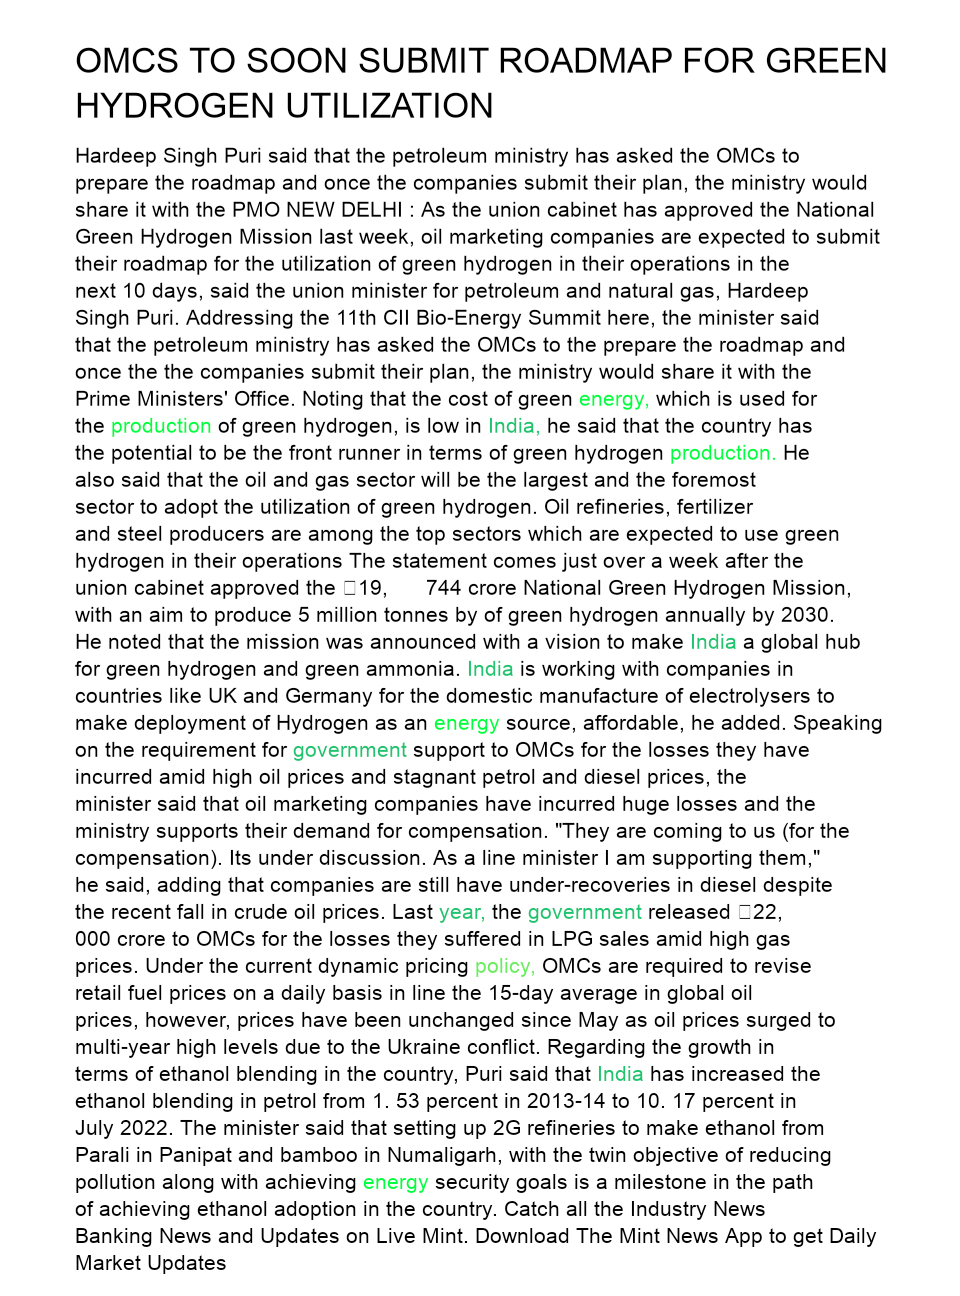 OMCS TO SOON SUBMIT ROADMAP FOR GREEN
HYDROGEN UTILIZATION
Hardeep Singh Puri said that the petroleum ministry has asked the OMCs to
prepare the roadmap and once the companies submit their plan, the ministry would
share it with the PMO NEW DELHI : As the union cabinet has approved the National
Green Hydrogen Mission last week, oil marketing companies are expected to submit
their roadmap for the utilization of green hydrogen in their operations in the
next 10 days, said the union minister for petroleum and natural gas, Hardeep
Singh Puri. Addressing the 11th CII Bio-Energy Summit here, the minister said
that the petroleum ministry has asked the OMCs to the prepare the roadmap and
once the the companies submit their plan, the ministry would share it with the
Prime Ministers' Office. Noting that the cost of green energy, which is used for
the production of green hydrogen, is low in India, he said that the country has
the potential to be the front runner in terms of green hydrogen production. He
also said that the oil and gas sector will be the largest and the foremost
sector to adopt the utilization of green hydrogen. Oil refineries, fertilizer
and steel producers are among the top sectors which are expected to use green
hydrogen in their operations The statement comes just over a week after the
union cabinet approved the □19, 744 crore National Green Hydrogen Mission,
with an aim to produce 5 million tonnes by of green hydrogen annually by 2030.
He noted that the mission was announced with a vision to make India a global hub
for green hydrogen and green ammonia. India is working with companies in
countries like UK and Germany for the domestic manufacture of electrolysers to
make deployment of Hydrogen as an energy source, affordable, he added. Speaking
on the requirement for government support to OMCs for the losses they have
incurred amid high oil prices and stagnant petrol and diesel prices, the
minister said that oil marketing companies have incurred huge losses and the
ministry supports their demand for compensation. "They are coming to us (for the
compensation). Its under discussion. As a line minister I am supporting them,"
he said, adding that companies are still have under-recoveries in diesel despite
the recent fall in crude oil prices. Last year, the government released □22,
000 crore to OMCs for the losses they suffered in LPG sales amid high gas
prices. Under the current dynamic pricing policy, OMCs are required to revise
retail fuel prices on a daily basis in line the 15-day average in global oil
prices, however, prices have been unchanged since May as oil prices surged to
multi-year high levels due to the Ukraine conflict. Regarding the growth in
terms of ethanol blending in the country, Puri said that India has increased the
ethanol blending in petrol from 1. 53 percent in 2013-14 to 10. 17 percent in
July 2022. The minister said that setting up 2G refineries to make ethanol from
Parali in Panipat and bamboo in Numaligarh, with the twin objective of reducing
pollution along with achieving energy security goals is a milestone in the path
of achieving ethanol adoption in the country. Catch all the Industry News
Banking News and Updates on Live Mint. Download The Mint News App to get Daily
Market Updates